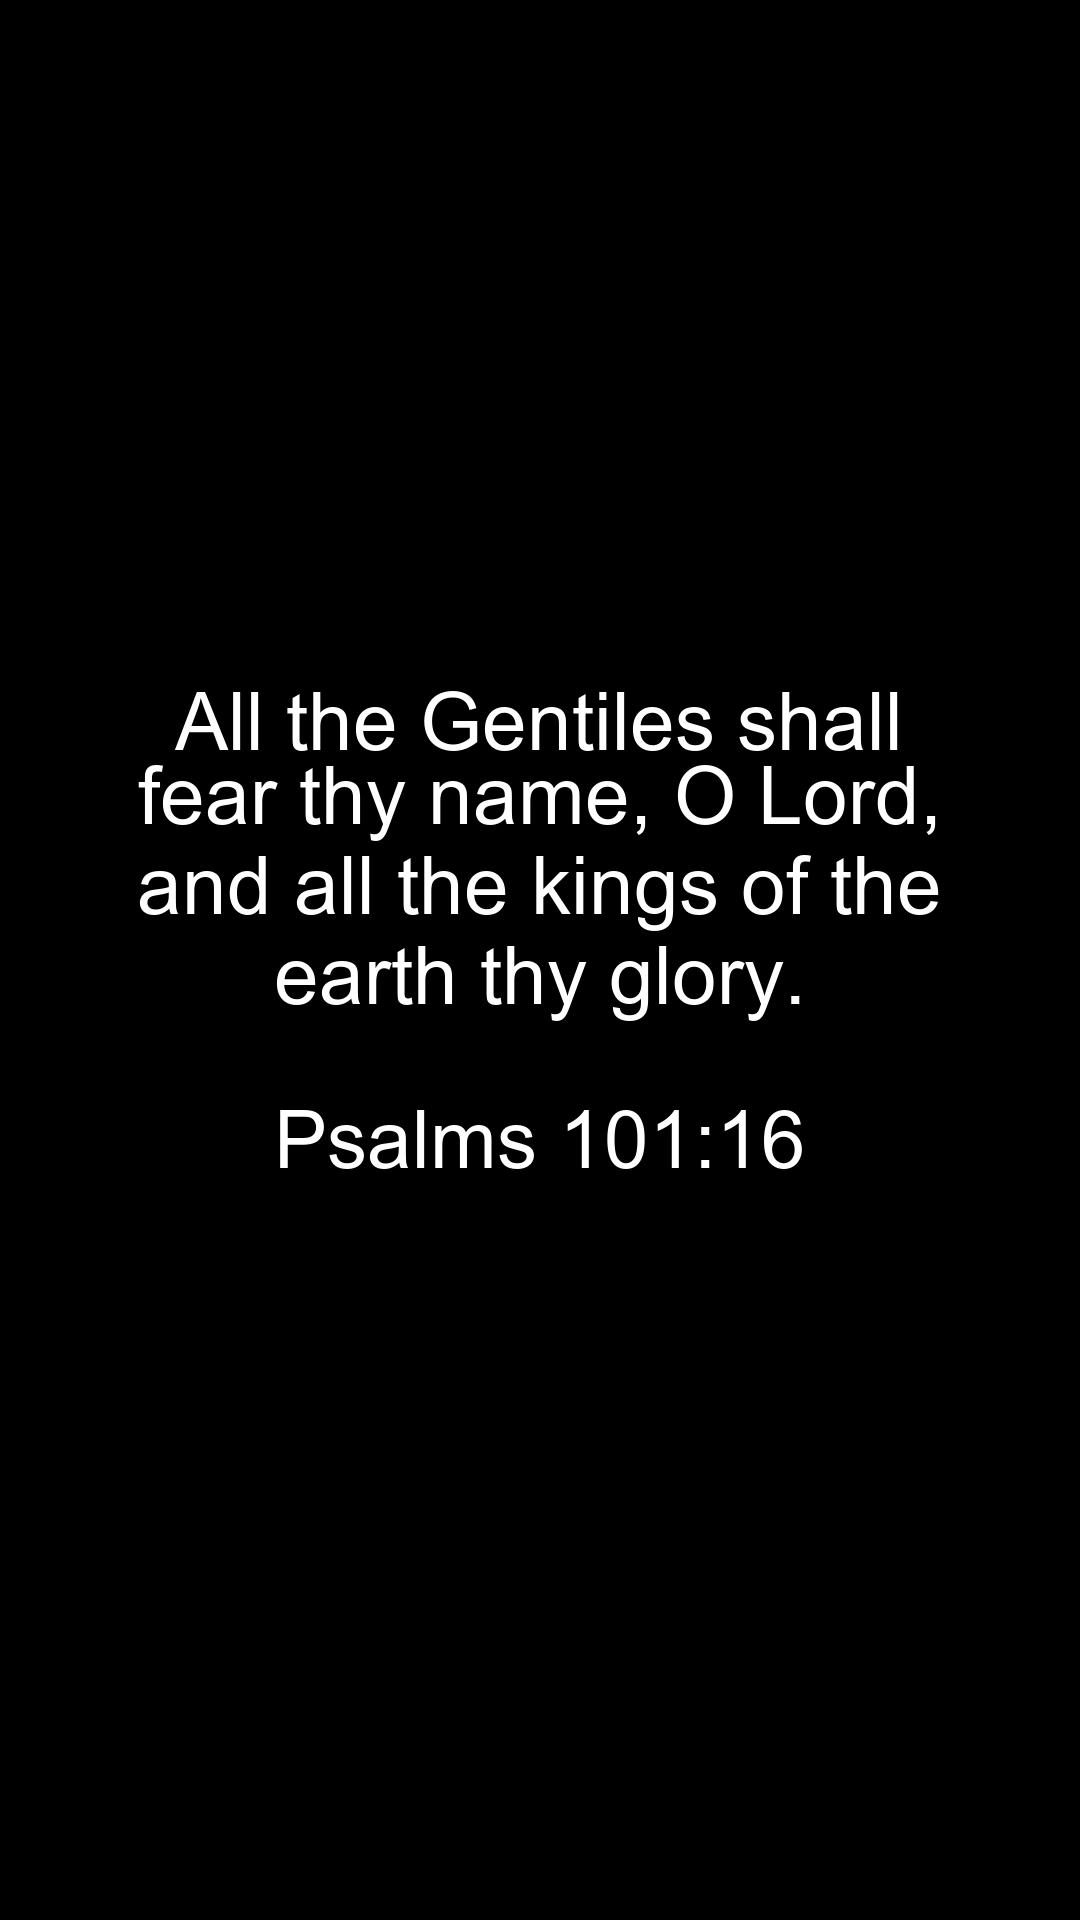 All the Gentiles shall
fear thy name, O Lord,
and all the kings of the
earth thy glory.
Psalms 101:16